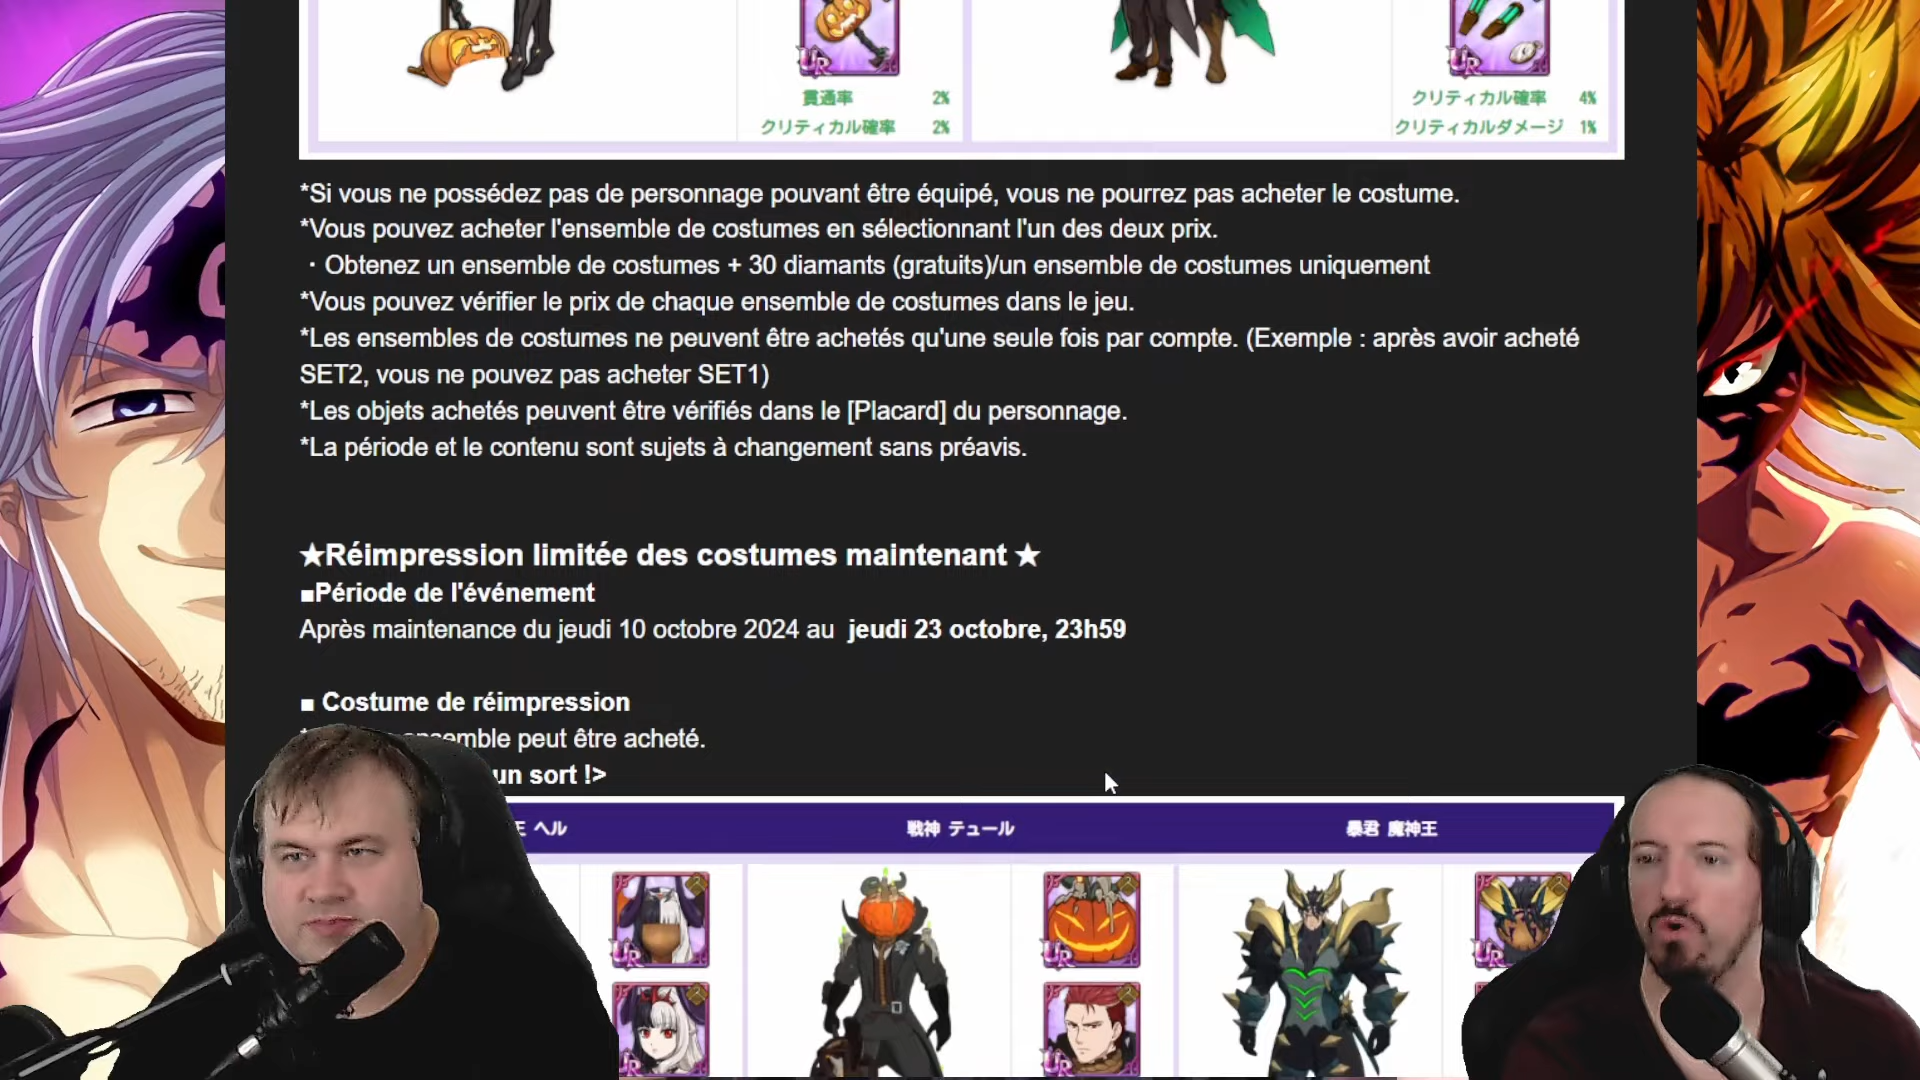 UR
UR
貫通率 2%
クリティカル確率 2%
クリティカル確率 4%
クリティカルダメージ 1%
*Si vous ne possédez pas de personnage pouvant être équipé, vous ne pourrez pas acheter le costume.
*Vous pouvez acheter l'ensemble de costumes en sélectionnant l'un des deux prix.
・Obtenez un ensemble de costumes + 30 diamants (gratuits)/un ensemble de costumes uniquement
*Vous pouvez vérifier le prix de chaque ensemble de costumes dans le jeu.
*Les ensembles de costumes ne peuvent être achetés qu'une seule fois par compte. (Exemple : après avoir acheté
SET2, vous ne pouvez pas acheter SET1)
*Les objets achetés peuvent être vérifiés dans le [Placard] du personnage.
*La période et le contenu sont sujets à changement sans préavis.
★Réimpression limitée des costumes maintenant ★
■Période de l'événement
Après maintenance du jeudi 10 octobre 2024 au jeudi 23 octobre, 23h59
■ Costume de réimpression
ensemble peut être acheté.
un sort !>
ヘル
戦神 テュール
暴君 魔神王
UR
UR
UR
UR
UR